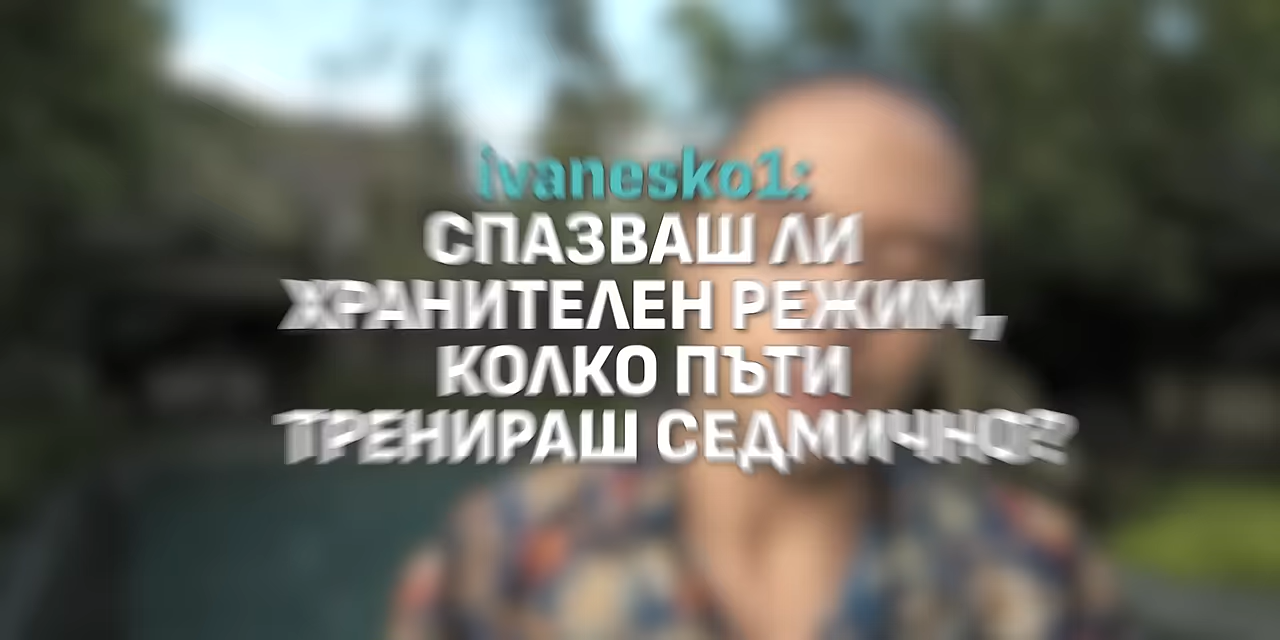 ivanesko1:
СПАЗВАШ ЛИ
ХРАНИТЕЛЕН РЕЖИМ,
КОЛКО ПЪТИ
ТРЕНИРАШ СЕДМИЧНО?